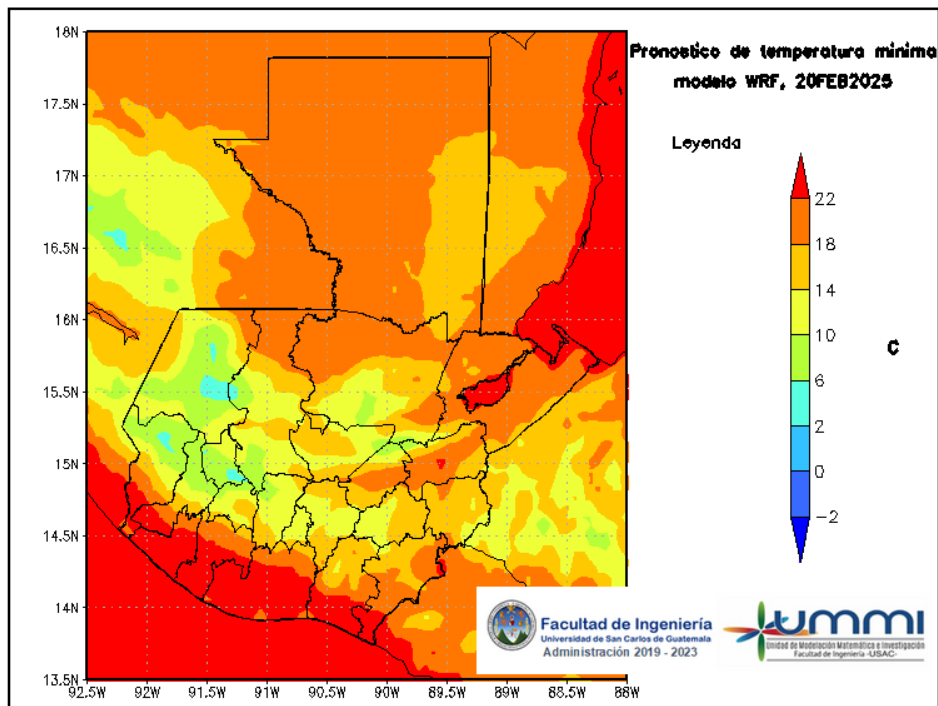 Pronostico de temperatura minima
modelo WRF, 20FEB2025
Leyenda
22
18
14
10
6
2
0
−2
C
18N
17.5N
17N
16.5N
16N
15.5N
15N
14.5N
14N
13.5N
92.5W 92W 91.5W 91W 90.5W 90W 89.5W 89W 88.5W 88W
Facultad de Ingeniería
Universidad de San Carlos de Guatemala
Administración 2019 - 2023
ummi
Unidad de Modelación Matemática e Investigación
Facultad de Ingeniería -USAC-